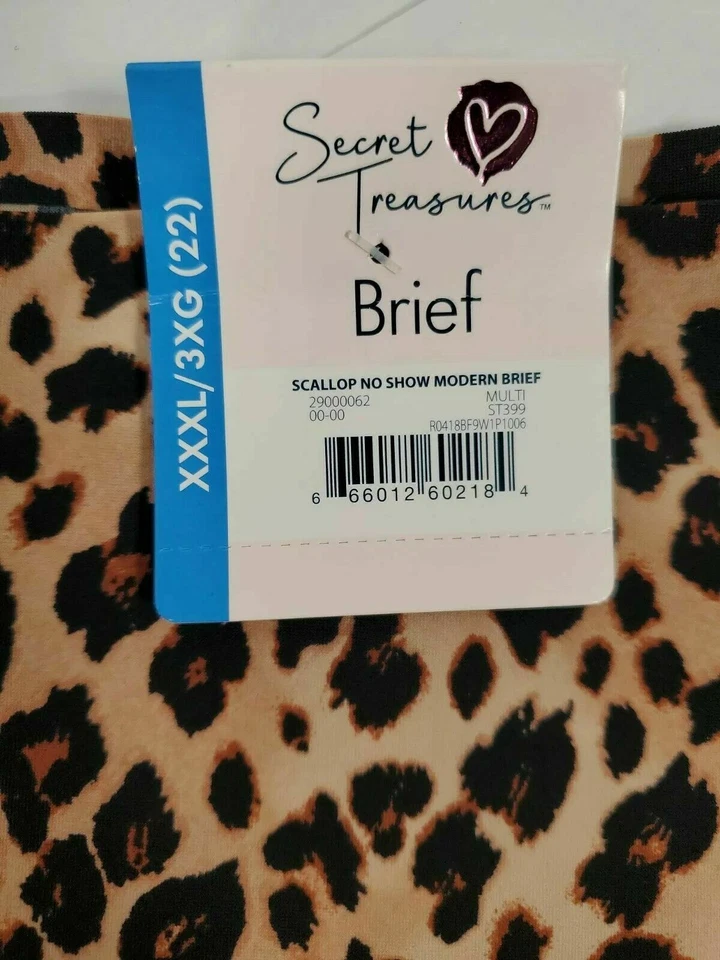 Secret
Treasures™
Brief
XXXL/3XG (22)
SCALLOP NO SHOW MODERN BRIEF
29000062 MULTI
00-00 ST399
R0418BF9W1P1006
6 66012 60218 4